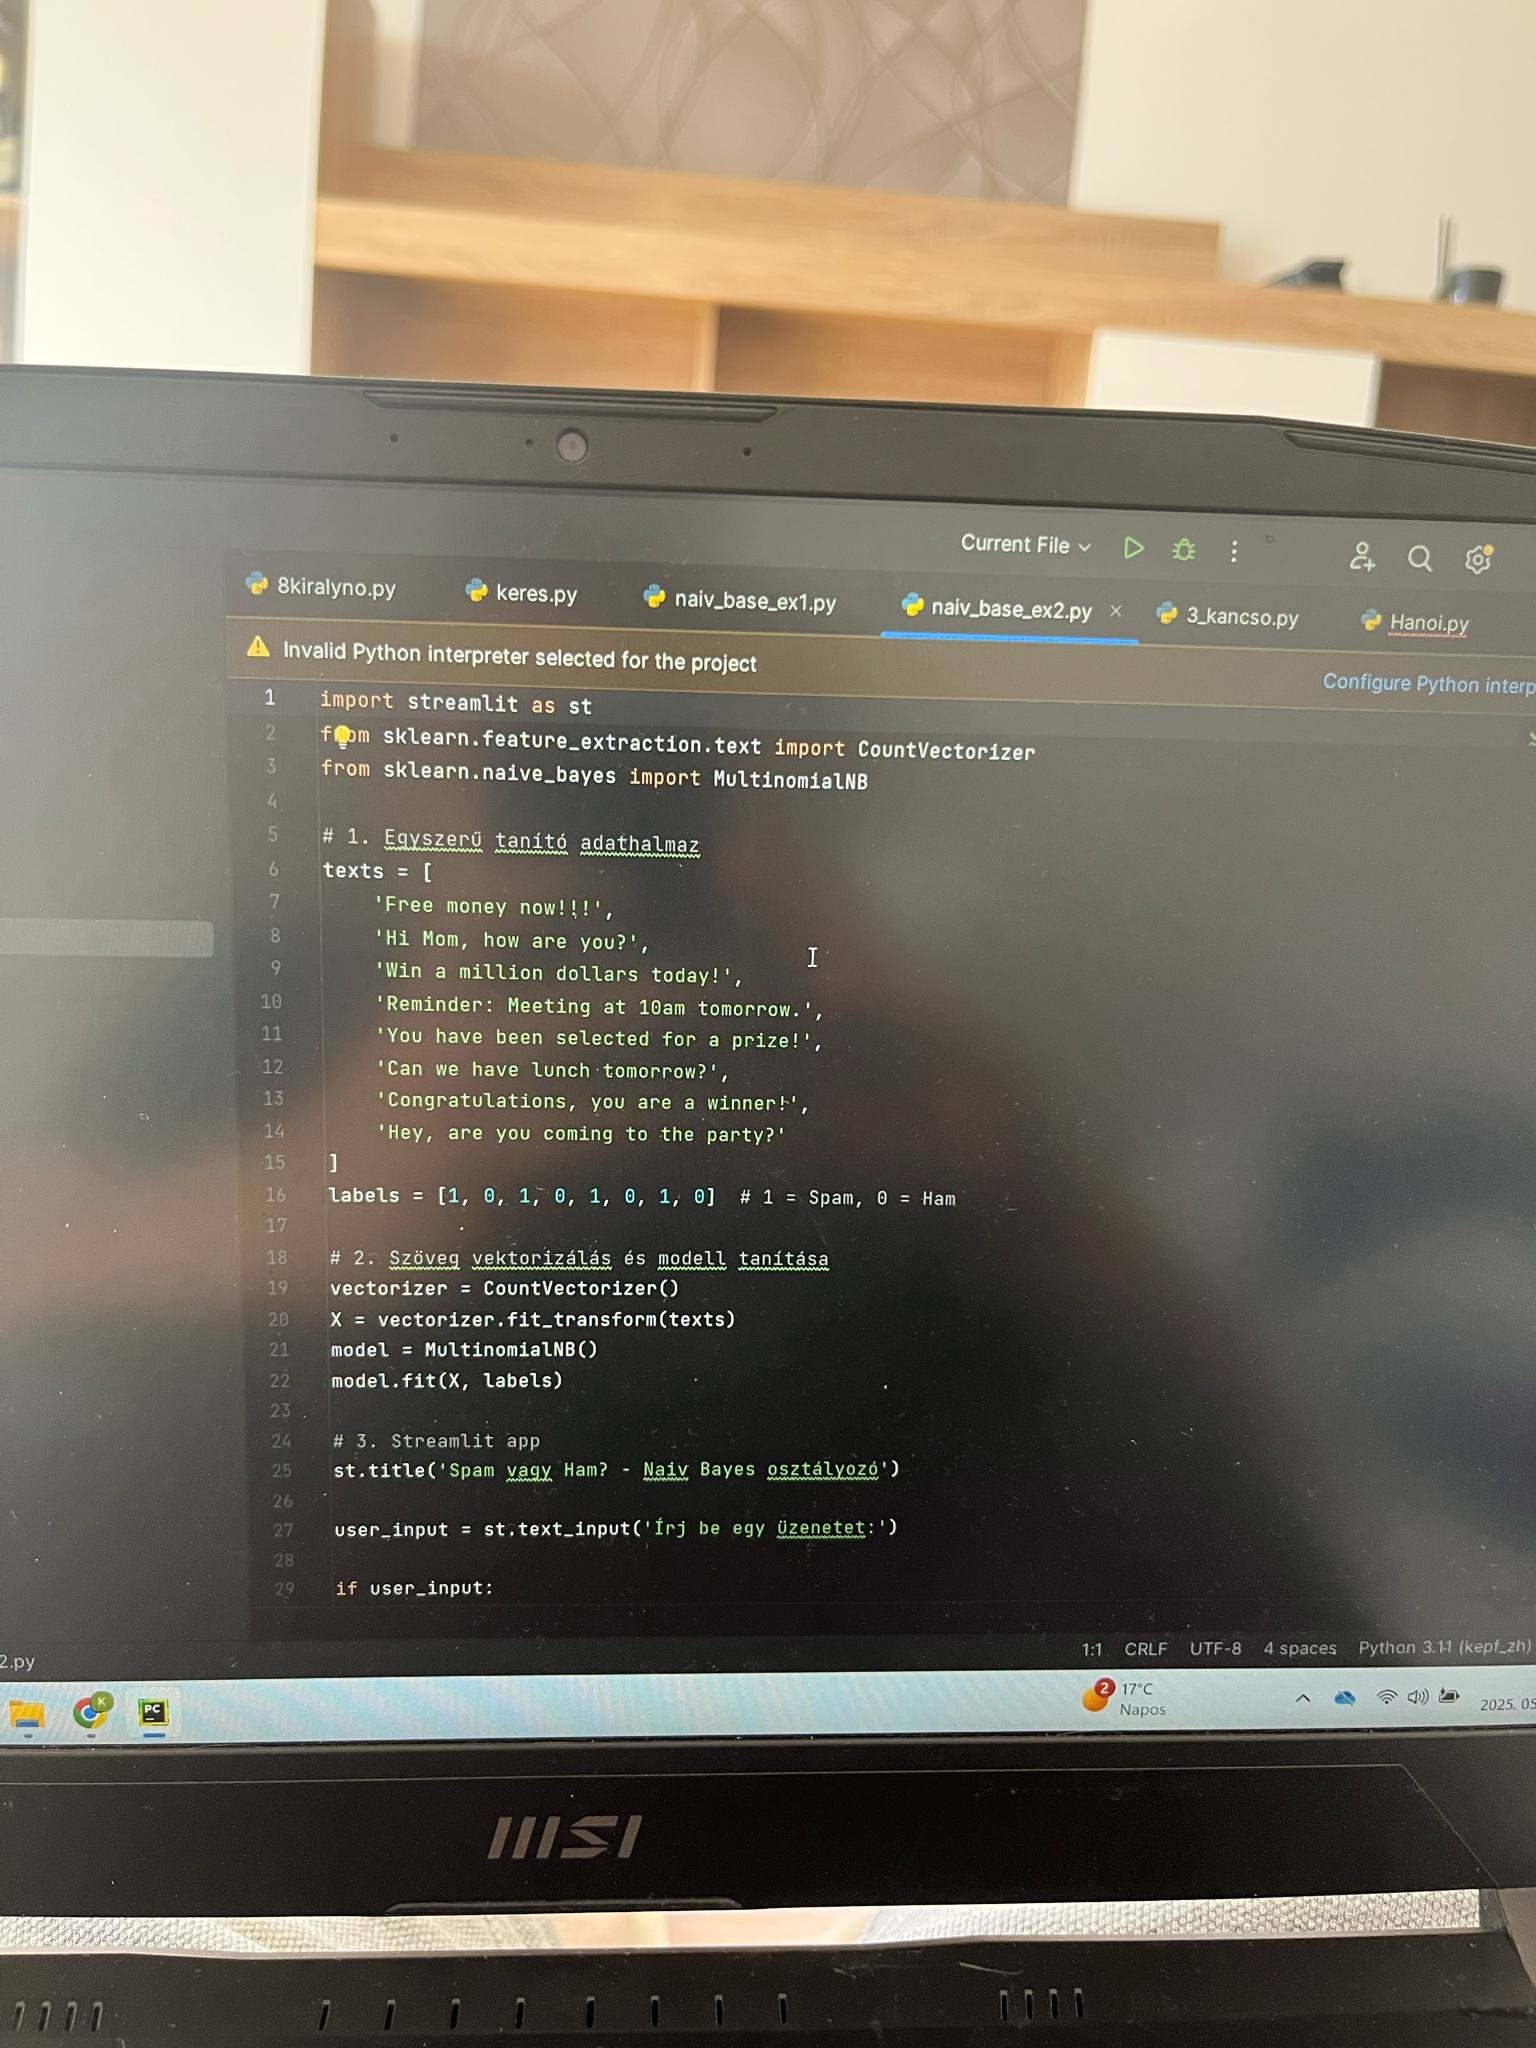 Current File
8kiralyno.py keres.py naiv_base_ex1.py naiv_base_ex2.py 3_kancso.py Hanoi.py
Invalid Python interpreter selected for the project
Configure Python interp
1 import streamlit as st
2 from sklearn.feature_extraction.text import CountVectorizer
3 from sklearn.naive_bayes import MultinomialNB
4
5 # 1. Egyszerű tanító adathalmaz
6 texts = [
7 'Free money now!!!',
8 'Hi Mom, how are you?',
9 'Win a million dollars today!',
10 'Reminder: Meeting at 10am tomorrow.',
11 'You have been selected for a prize!',
12 'Can we have lunch tomorrow?',
13 'Congratulations, you are a winner!',
14 'Hey, are you coming to the party?'
15 ]
16 labels = [1, 0, 1, 0, 1, 0, 1, 0] # 1 = Spam, 0 = Ham
17
18 # 2. Szöveg vektorizálás és modell tanítása
19 vectorizer = CountVectorizer()
20 X = vectorizer.fit_transform(texts)
21 model = MultinomialNB()
22 model.fit(X, labels)
23
24 # 3. Streamlit app
25 st.title('Spam vagy Ham? - Naiv Bayes osztályozó')
26
27 user_input = st.text_input('Írj be egy üzenetet:')
28
29 if user_input:
2.py 1:1 CRLF UTF-8 4 spaces Python 3.11 (kepf_zh)
K PC 2 17°C
Napos
2025. 05
msi